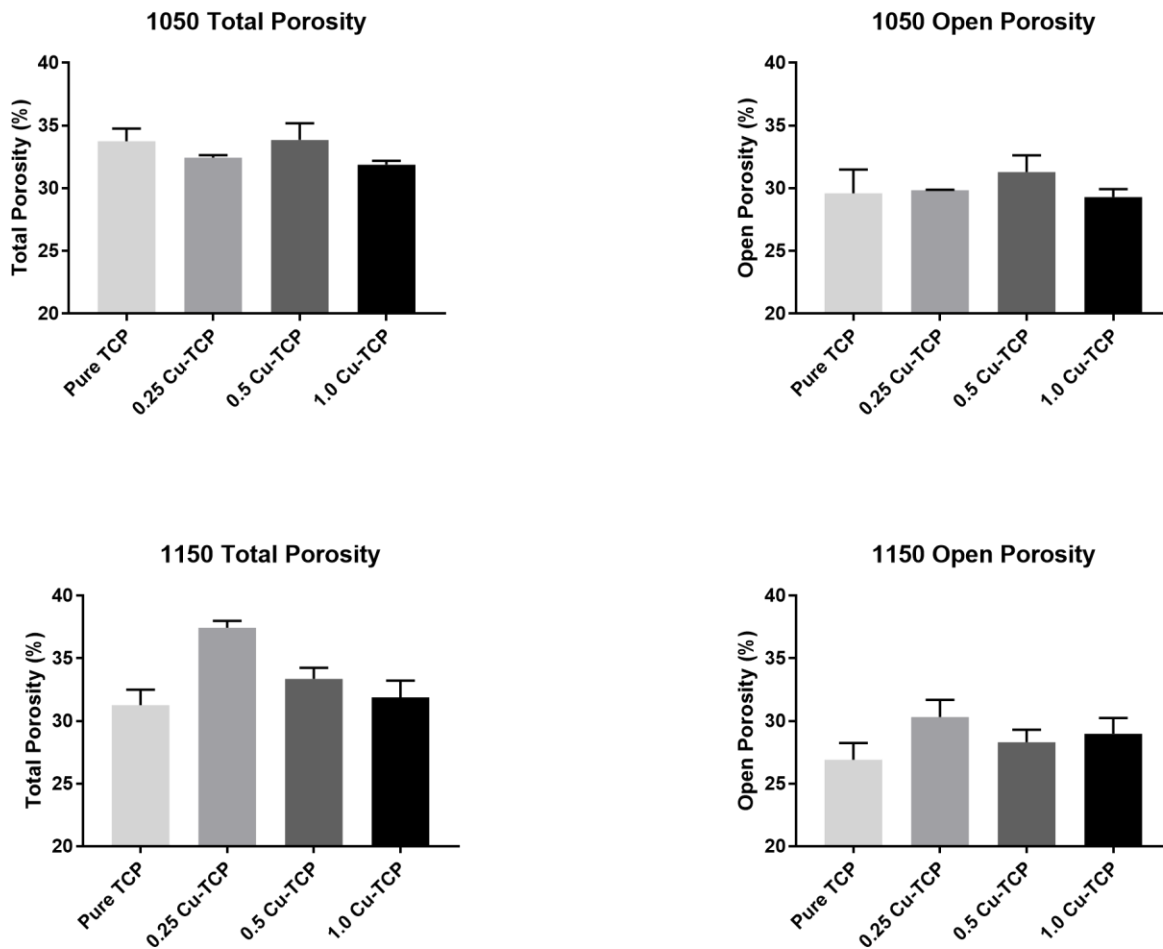 1050 Total Porosity
Total Porosity (%)
40
35
30
25
20
Pure TCP
0.25 Cu-TCP
0.5 Cu-TCP
1.0 Cu-TCP
1050 Open Porosity
Open Porosity (%)
40
35
30
25
20
Pure TCP
0.25 Cu-TCP
0.5 Cu-TCP
1.0 Cu-TCP
1150 Total Porosity
Total Porosity (%)
40
35
30
25
20
Pure TCP
0.25 Cu-TCP
0.5 Cu-TCP
1.0 Cu-TCP
1150 Open Porosity
Open Porosity (%)
40
35
30
25
20
Pure TCP
0.25 Cu-TCP
0.5 Cu-TCP
1.0 Cu-TCP